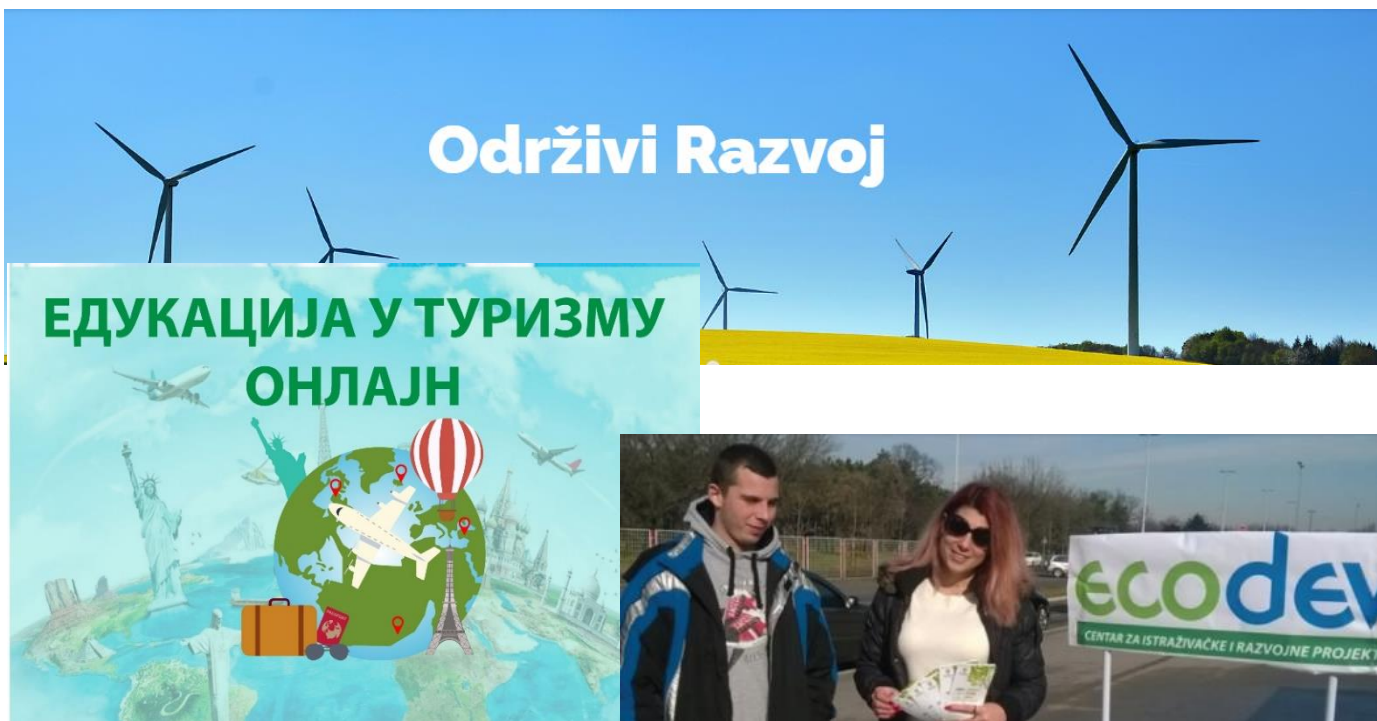 Održivi Razvoj
ЕДУКАЦИЈА У ТУРИЗМУ
ОНЛАЈН
ecodev
CENTAR ZA ISTRAŽIVAČKE I RAZVOJNE PROJEKT